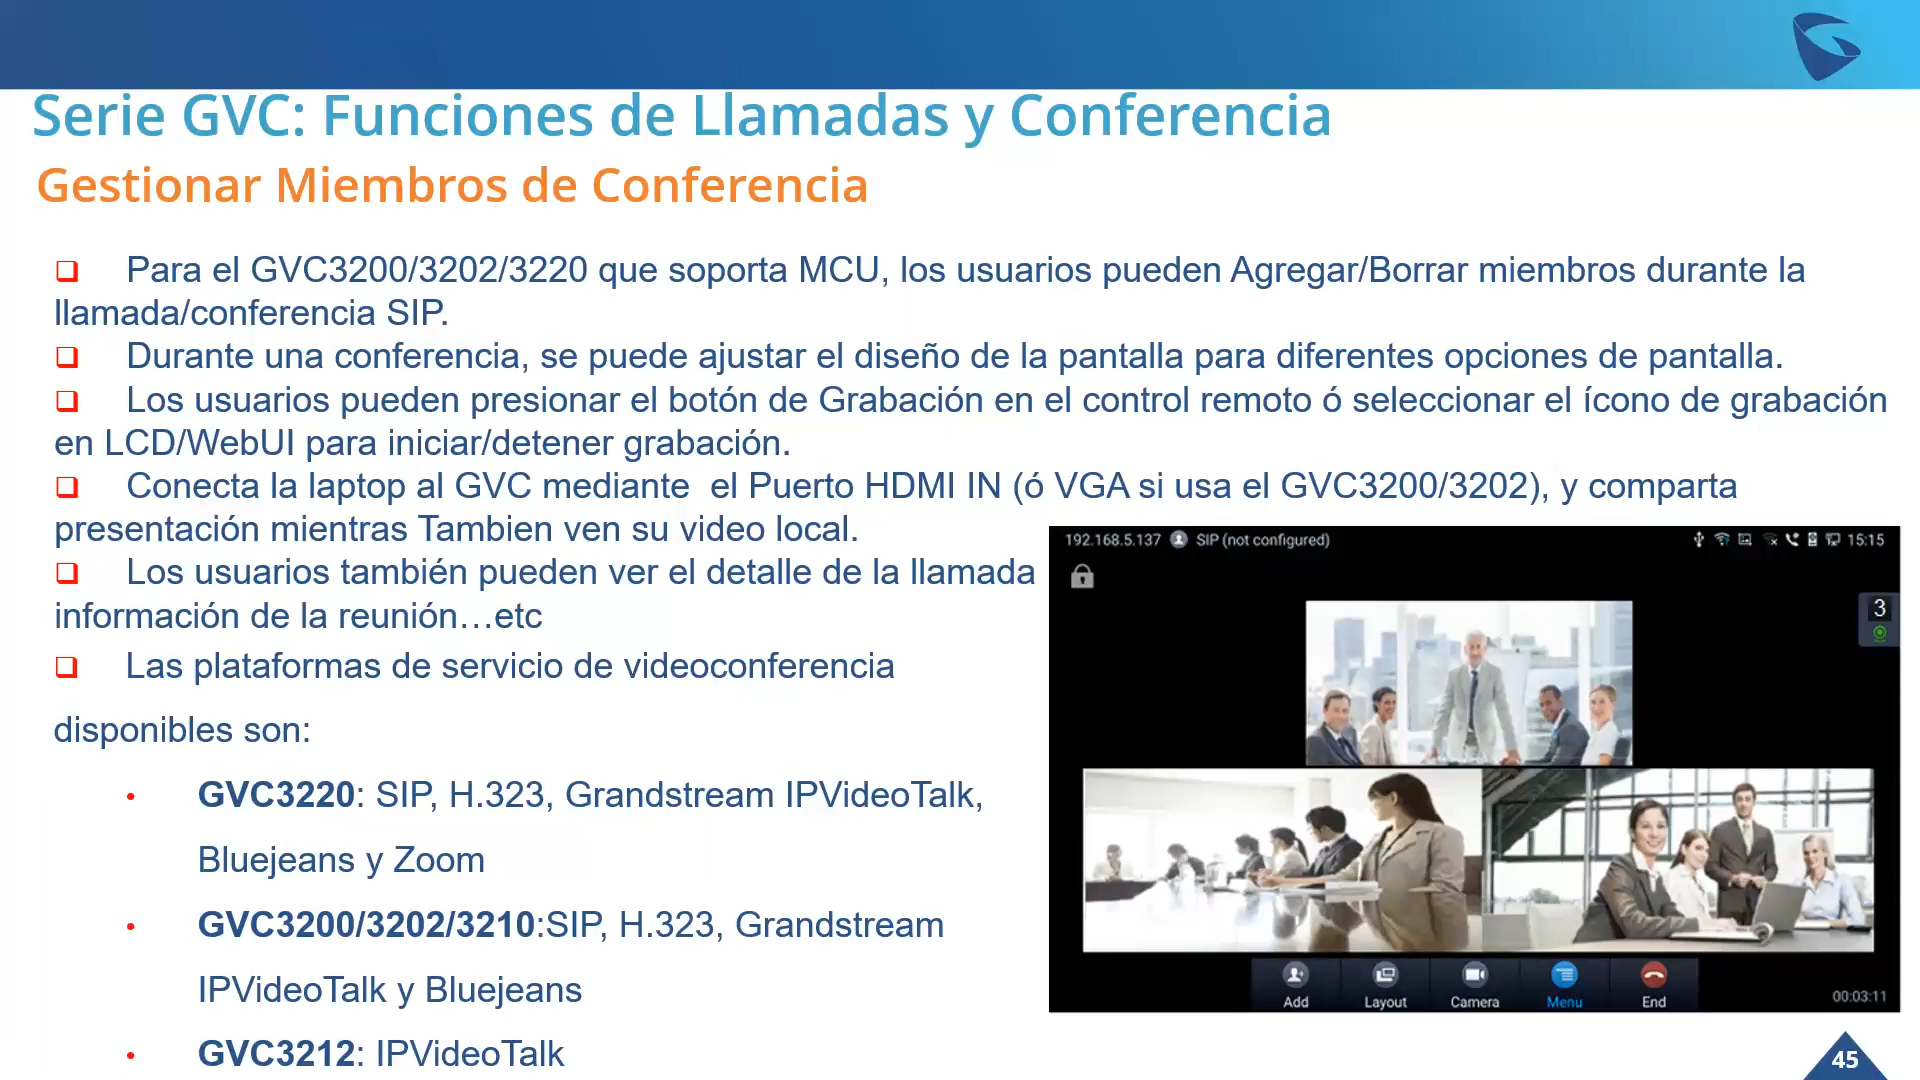 Serie GVC: Funciones de Llamadas y Conferencia
Gestionar Miembros de Conferencia
❑ Para el GVC3200/3202/3220 que soporta MCU, los usuarios pueden Agregar/Borrar miembros durante la
llamada/conferencia SIP.
❑ Durante una conferencia, se puede ajustar el diseño de la pantalla para diferentes opciones de pantalla.
❑ Los usuarios pueden presionar el botón de Grabación en el control remoto ó seleccionar el ícono de grabación
en LCD/WebUI para iniciar/detener grabación.
❑ Conecta la laptop al GVC mediante  el Puerto HDMI IN (ó VGA si usa el GVC3200/3202), y comparta
presentación mientras Tambien ven su video local.
❑ Los usuarios también pueden ver el detalle de la llamada
información de la reunión…etc
❑ Las plataformas de servicio de videoconferencia
disponibles son:
• GVC3220: SIP, H.323, Grandstream IPVideoTalk,
Bluejeans y Zoom
• GVC3200/3202/3210:SIP, H.323, Grandstream
IPVideoTalk y Bluejeans
• GVC3212: IPVideoTalk
192.168.5.137 SIP (not configured) 15:15
3
Add Layout Camera Menu End
00:03:11
45